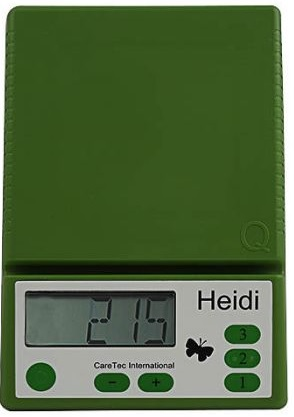 Q
Heidi
215
3
2
1
CareTec International
- +